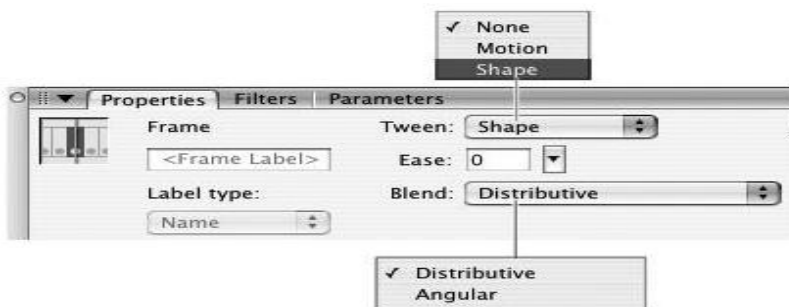 ✓ None
Motion
Shape
Properties Filters Parameters
Frame Tween: Shape
<Frame Label> Ease: 0
Label type: Blend: Distributive
Name
✓ Distributive
Angular